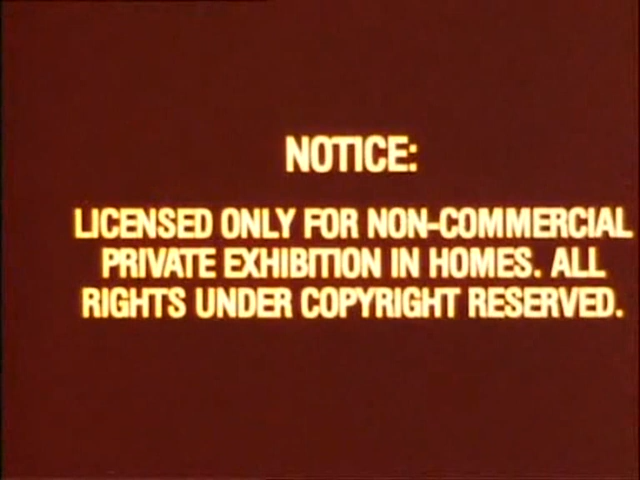 NOTICE:
LICENSED ONLY FOR NON-COMMERCIAL
PRIVATE EXHIBITION IN HOMES. ALL
RIGHTS UNDER COPYRIGHT RESERVED.